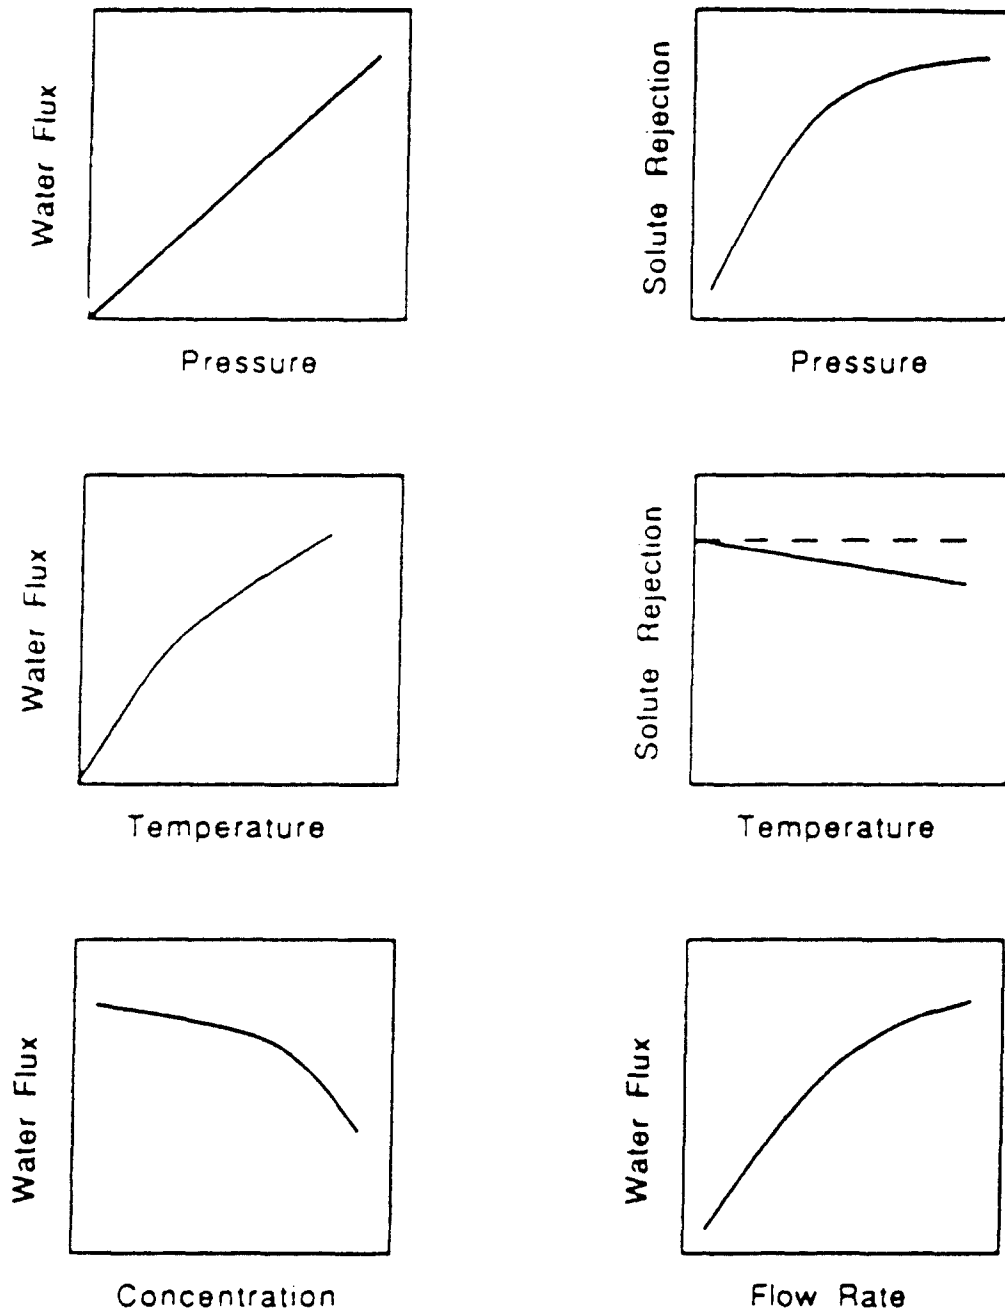 Water Flux
Pressure
Solute Rejection
Pressure
Water Flux
Temperature
Solute Rejection
Temperature
Water Flux
Concentration
Water Flux
Flow Rate